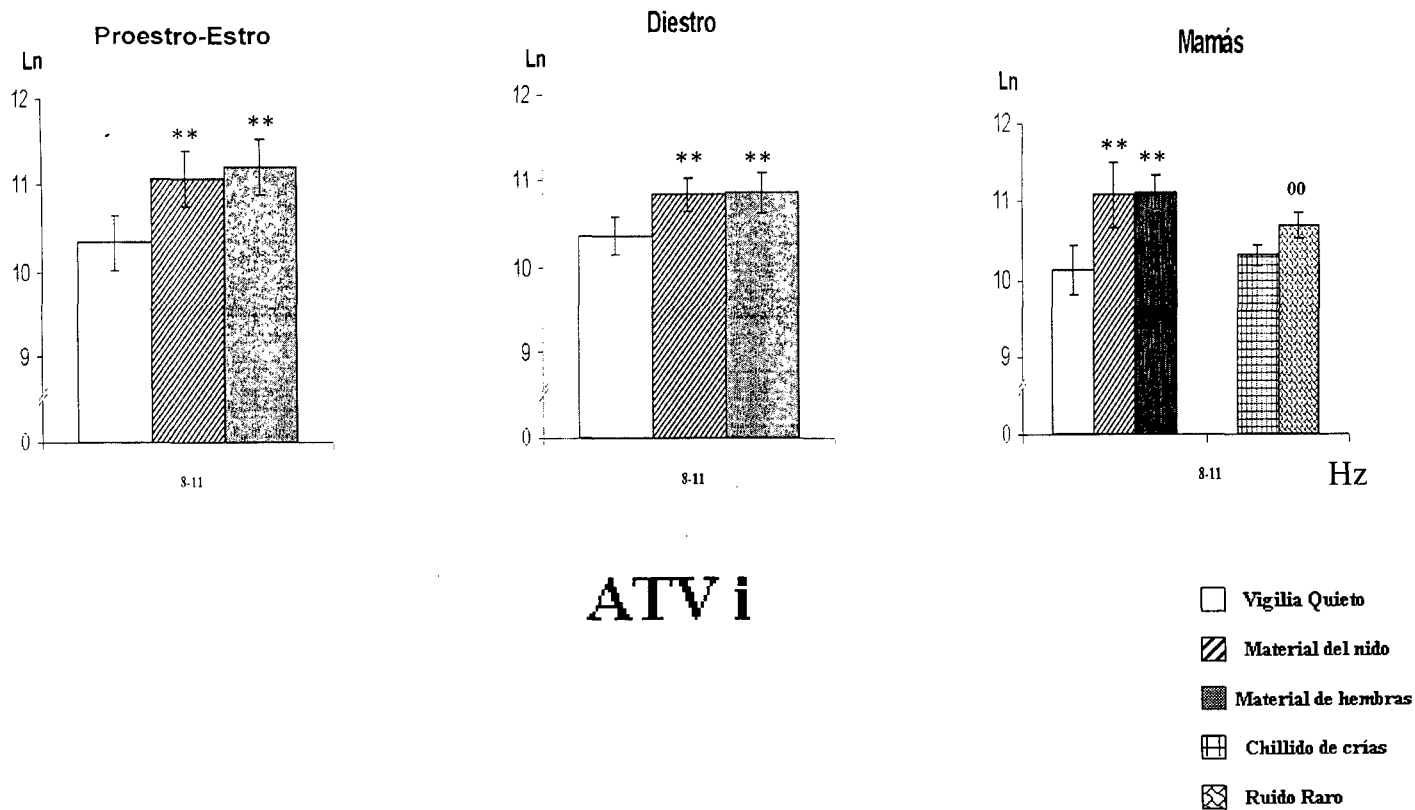 Proestro-Estro
Ln
12
11
10
9
0
** **
8-11
Diestro
Ln
12
11
10
9
0
** **
8-11
Mamás
Ln
12
11
10
9
0
** **
oo
8-11
Hz
ATV i
Vigilia Quieto
Material del nido
Material de hembras
Chillido de crías
Ruido Raro